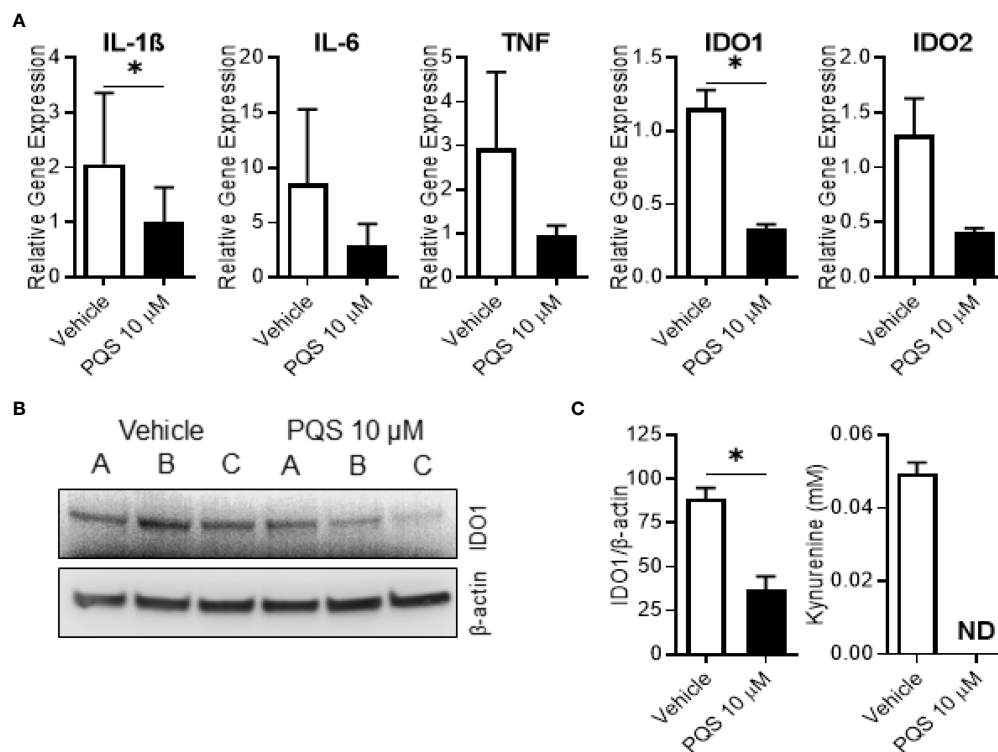 A
IL-1ß
IL-6
TNF
IDO1
IDO2
Relative Gene Expression
4
3
2
1
0
*
Vehicle
PQS 10 µM
Relative Gene Expression
20
15
10
5
0
Vehicle
PQS 10 µM
Relative Gene Expression
5
4
3
2
1
0
Vehicle
PQS 10 µM
Relative Gene Expression
1.5
1.0
0.5
0.0
*
Vehicle
PQS 10 µM
Relative Gene Expression
2.0
1.5
1.0
0.5
0.0
Vehicle
PQS 10 µM
B
Vehicle PQS 10 µM
A B C A B C
IDO1
β-actin
C
IDO1/β-actin
125
100
75
50
25
0
*
Vehicle
PQS 10 µM
Kynurenine (mM)
0.06
0.04
0.02
0.00
ND
Vehicle
PQS 10 µM